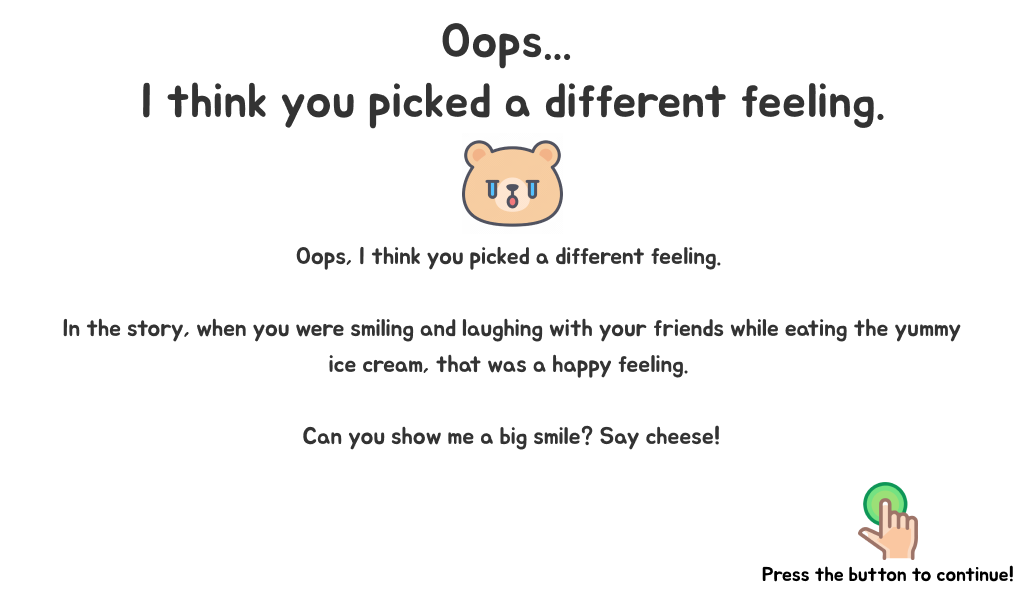 Oops...
I think you picked a different feeling.
Oops, I think you picked a different feeling.
In the story, when you were smiling and laughing with your friends while eating the yummy
ice cream, that was a happy feeling.
Can you show me a big smile? Say cheese!
Press the button to continue!